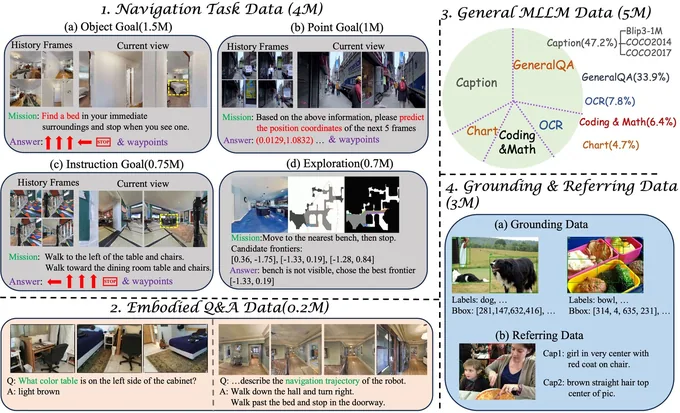 1. Navigation Task Data (4M)
(a) Object Goal(1.5M)
History Frames
Current view
Mission: Find a bed in your immediate
surroundings and stop when you see one.
Answer: STOP & waypoints
(b) Point Goal(1M)
History Frames
Current view
Mission: Based on the above information, please predict
the position coordinates of the next 5 frames
Answer: (0.0129,1.0832) … & waypoints
(c) Instruction Goal(0.75M)
History Frames
Current view
Mission: Walk to the left of the table and chairs.
Walk toward the dining room table and chairs.
Answer: STOP & waypoints
(d) Exploration(0.7M)
Mission:Move to the nearest bench, then stop.
Candidate frontiers:
[0.36, -1.75], [-1.33, 0.19], [-1.28, 0.84]
Answer: bench is not visible, chose the best frontier
[-1.33, 0.19]
2. Embodied Q&A Data(0.2M)
Q: What color table is on the left side of the cabinet?
A: light brown
Q: …describe the navigation trajectory of the robot.
A: Walk down the hall and turn right.
Walk past the bed and stop in the doorway.
3. General MLLM Data (5M)
Caption
GeneralQA
OCR
Coding
&Math
Chart
Caption(47.2%)
Blip3-1M
COCO2014
COCO2017
GeneralQA(33.9%)
OCR(7.8%)
Coding & Math(6.4%)
Chart(4.7%)
4. Grounding & Referring Data
(3M)
(a) Grounding Data
Labels: dog, …
Bbox: [281,147,632,416], …
Labels: bowl, …
Bbox: [314, 4, 635, 231], …
(b) Referring Data
Cap1: girl in very center with
red coat on chair.
Cap2: brown straight hair top
center of pic.